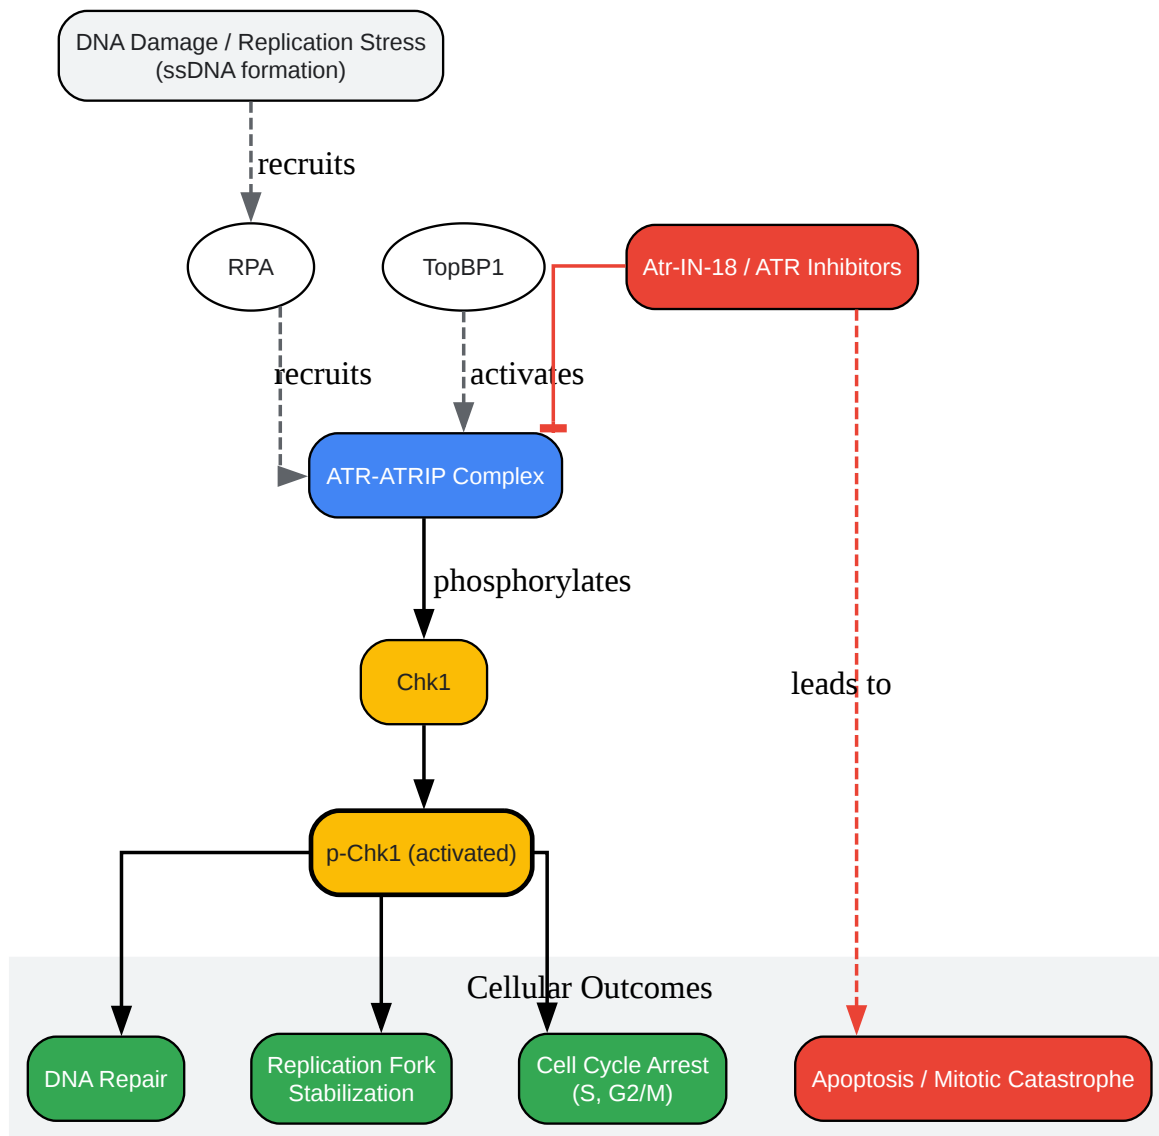 DNA Damage / Replication Stress
(ssDNA formation)
recruits
RPA
TopBP1
Atr-IN-18 / ATR Inhibitors
recruits
activates
ATR-ATRIP Complex
phosphorylates
Chk1
leads to
p-Chk1 (activated)
Cellular Outcomes
DNA Repair
Replication Fork
Stabilization
Cell Cycle Arrest
(S, G2/M)
Apoptosis / Mitotic Catastrophe